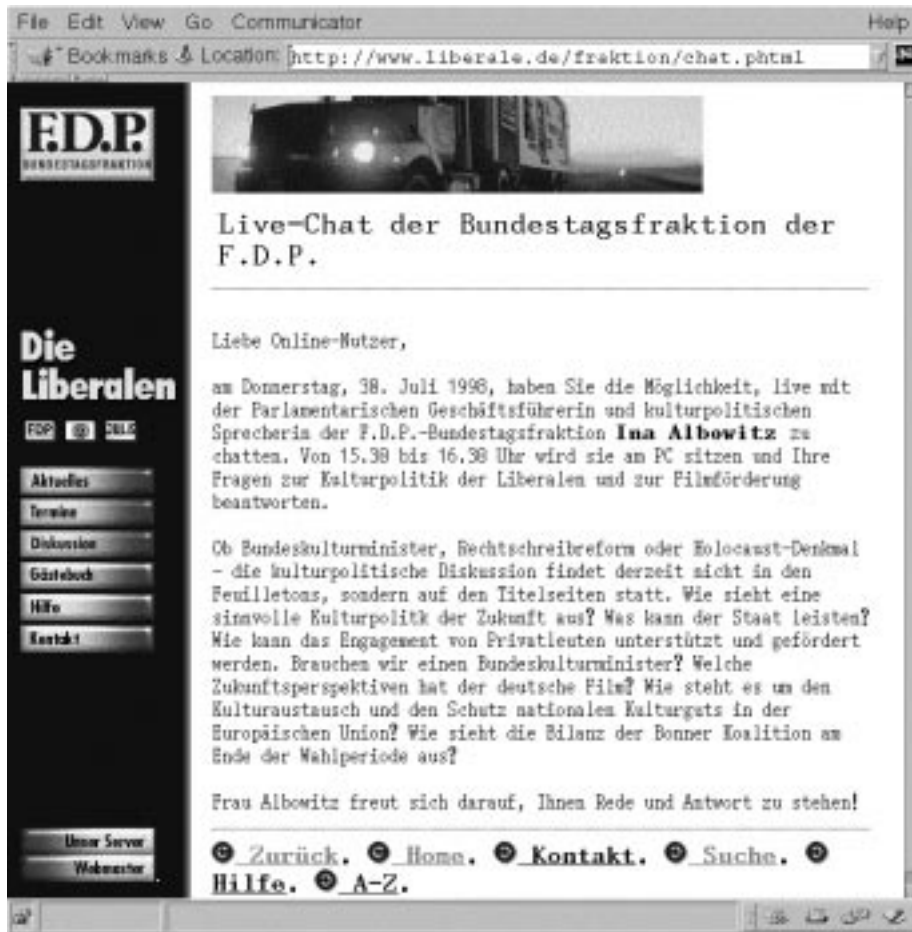 File Edit View Go Communicator Help
Bookmarks & Location: http://www.liberale.de/fraktion/chat.phtml
F.D.P.
BUNDESTAGSFRAKTION
Live-Chat der Bundestagsfraktion der
F.D.P.
Die
Liberalen
FDP @ JULIS
Aktuelles
Termine
Diskussion
Gästebuch
Hilfe
Kontakt
Unser Server
Webmaster
Liebe Online-Nutzer,
am Donnerstag, 30. Juli 1998, haben Sie die Möglichkeit, live mit
der Parlamentarischen Geschäftsführerin und kulturpolitischen
Sprecherin der F.D.P.-Bundestagsfraktion Ina Albowitz zu
chatten. Von 15.30 bis 16.30 Uhr wird sie am PC sitzen und Ihre
Fragen zur Kulturpolitik der Liberalen und zur Filmförderung
beantworten.
Ob Bundeskulturminister, Rechtschreibreform oder Holocaust-Denkmal
- die kulturpolitische Diskussion findet derzeit nicht in den
Feuilletons, sondern auf den Titelseiten statt. Wie sieht eine
sinnvolle Kulturpolitk der Zukunft aus? Was kann der Staat leisten?
Wie kann das Engagement von Privatleuten unterstützt und gefördert
werden. Brauchen wir einen Bundeskulturminister? Welche
Zukunftsperspektiven hat der deutsche Film? Wie steht es um den
Kulturaustausch und den Schutz nationalen Kulturguts in der
Europäischen Union? Wie sieht die Bilanz der Bonner Koalition am
Ende der Wahlperiode aus?
Frau Albowitz freut sich darauf, Ihnen Rede und Antwort zu stehen!
Zurück. Home. Kontakt. Suche.
Hilfe. A-Z.